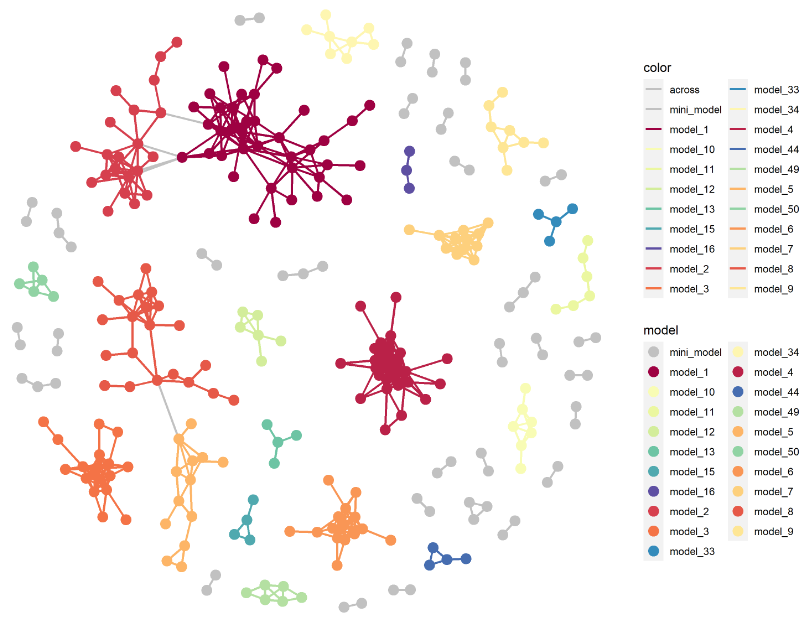 color
across model_33
mini_model model_34
model_1 model_4
model_10 model_44
model_11 model_49
model_12 model_5
model_13 model_50
model_15 model_6
model_16 model_7
model_2 model_8
model_3 model_9
model
mini_model model_34
model_1 model_4
model_10 model_44
model_11 model_49
model_12 model_5
model_13 model_50
model_15 model_6
model_16 model_7
model_2 model_8
model_3 model_9
model_33